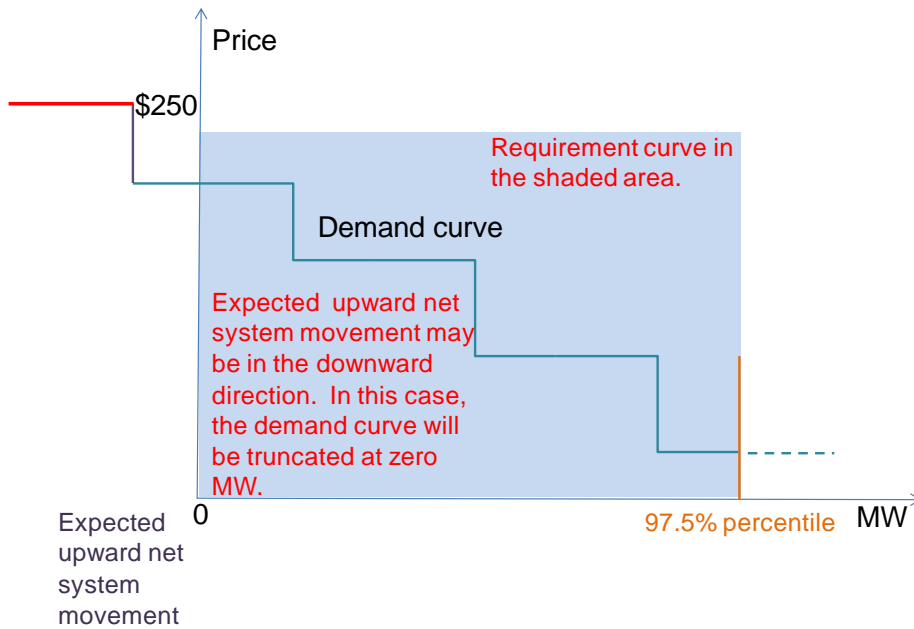 Price
$250
Requirement curve in
the shaded area.
Demand curve
Expected upward net
system movement may
be in the downward
direction. In this case,
the demand curve will
be truncated at zero
MW.
0
97.5% percentile
MW
Expected
upward net
system
movement